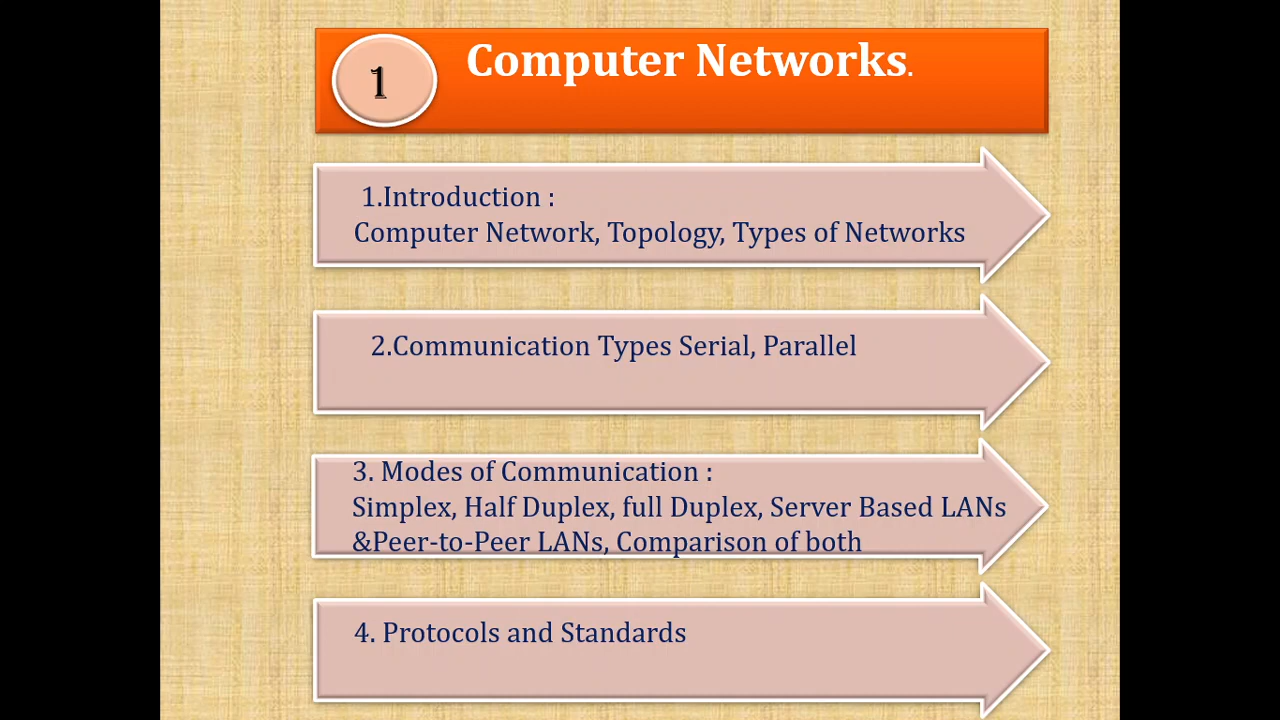 1
Computer Networks.
1.Introduction :
Computer Network, Topology, Types of Networks
2.Communication Types Serial, Parallel
3. Modes of Communication :
Simplex, Half Duplex, full Duplex, Server Based LANs
&Peer-to-Peer LANs, Comparison of both
4. Protocols and Standards